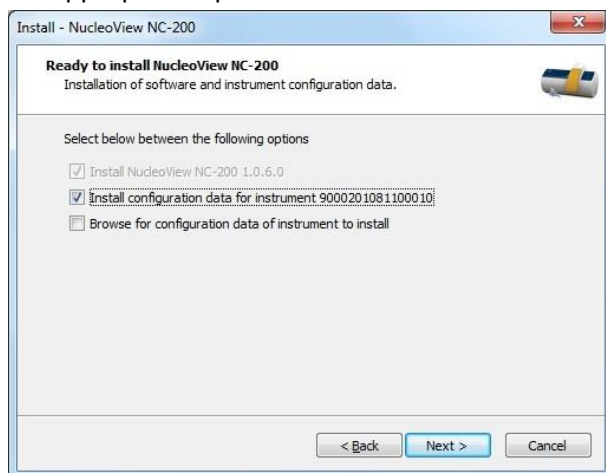 Install - NucleoView NC-200
Ready to install NucleoView NC-200
Installation of software and instrument configuration data.
Select below between the following options
Install NucleoView NC-200 1.0.6.0
Install configuration data for instrument 9000201081100010
Browse for configuration data of instrument to install
< Back
Next >
Cancel